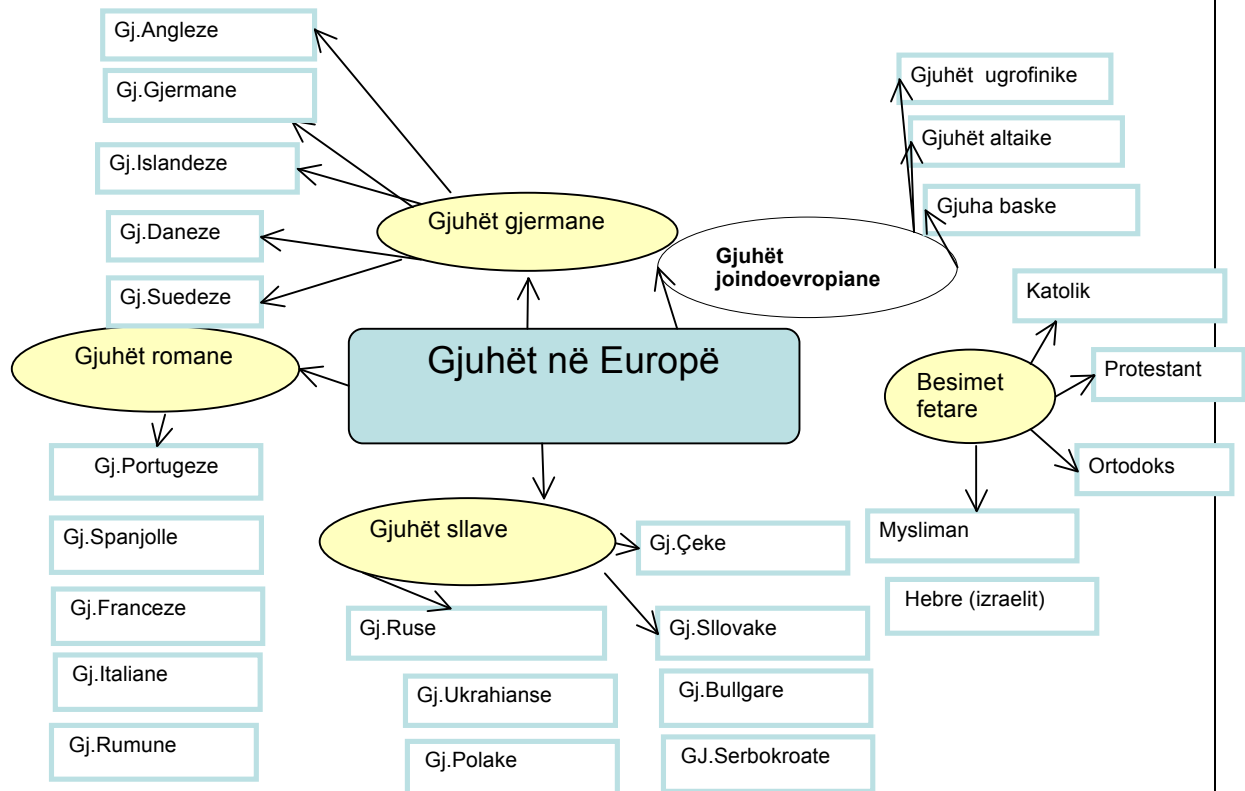 Gj.Angleze
Gj.Gjermane
Gj.Islandeze
Gj.Daneze
Gj.Suedeze
Gjuhët gjermane
Gjuhët ugrofinike
Gjuhët altaike
Gjuha baske
Gjuhët
joindoevropiane
Gjuhët romane
Gjuhët në Europë
Katolik
Protestant
Besimet
fetare
Ortodoks
Mysliman
Hebre (izraelit)
Gj.Portugeze
Gj.Spanjolle
Gj.Franceze
Gj.Italiane
Gj.Rumune
Gjuhët sllave
Gj.Çeke
Gj.Ruse
Gj.Sllovake
Gj.Ukrahianse
Gj.Bullgare
Gj.Polake
GJ.Serbokroate